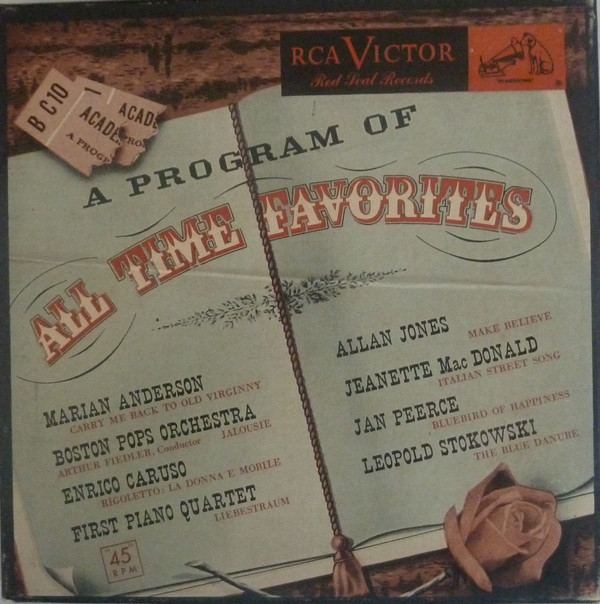 RCA VICTOR
Red Seal Records
B C10
1
ACAD
ACADE
A PROGR
A PROGRAM OF
ALL TIME FAVORITES
MARIAN ANDERSON
CARRY ME BACK TO OLD VIRGINNY
BOSTON POPS ORCHESTRA
ARTHUR FIEDLER, Conductor JALOUSIE
ENRICO CARUSO
RIGOLETTO: LA DONNA E MOBILE
FIRST PIANO QUARTET
LIEBESTRAUM
ALLAN JONES
MAKE BELIEVE
JEANETTE MacDONALD
ITALIAN STREET SONG
JAN PEERCE
BLUEBIRD OF HAPPINESS
LEOPOLD STOKOWSKI
THE BLUE DANUBE
45
RPM